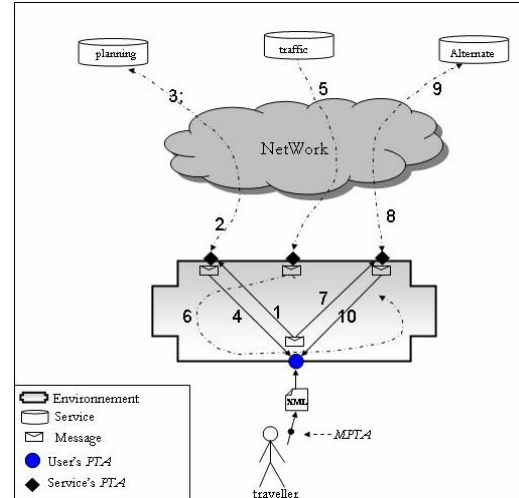 planning
traffic
Alternate
3:
5
9
NetWork
2
8
6
4
1
7
10
XML
MPTA
traveller
Environnement
Service
Message
User's PTA
Service's PTA